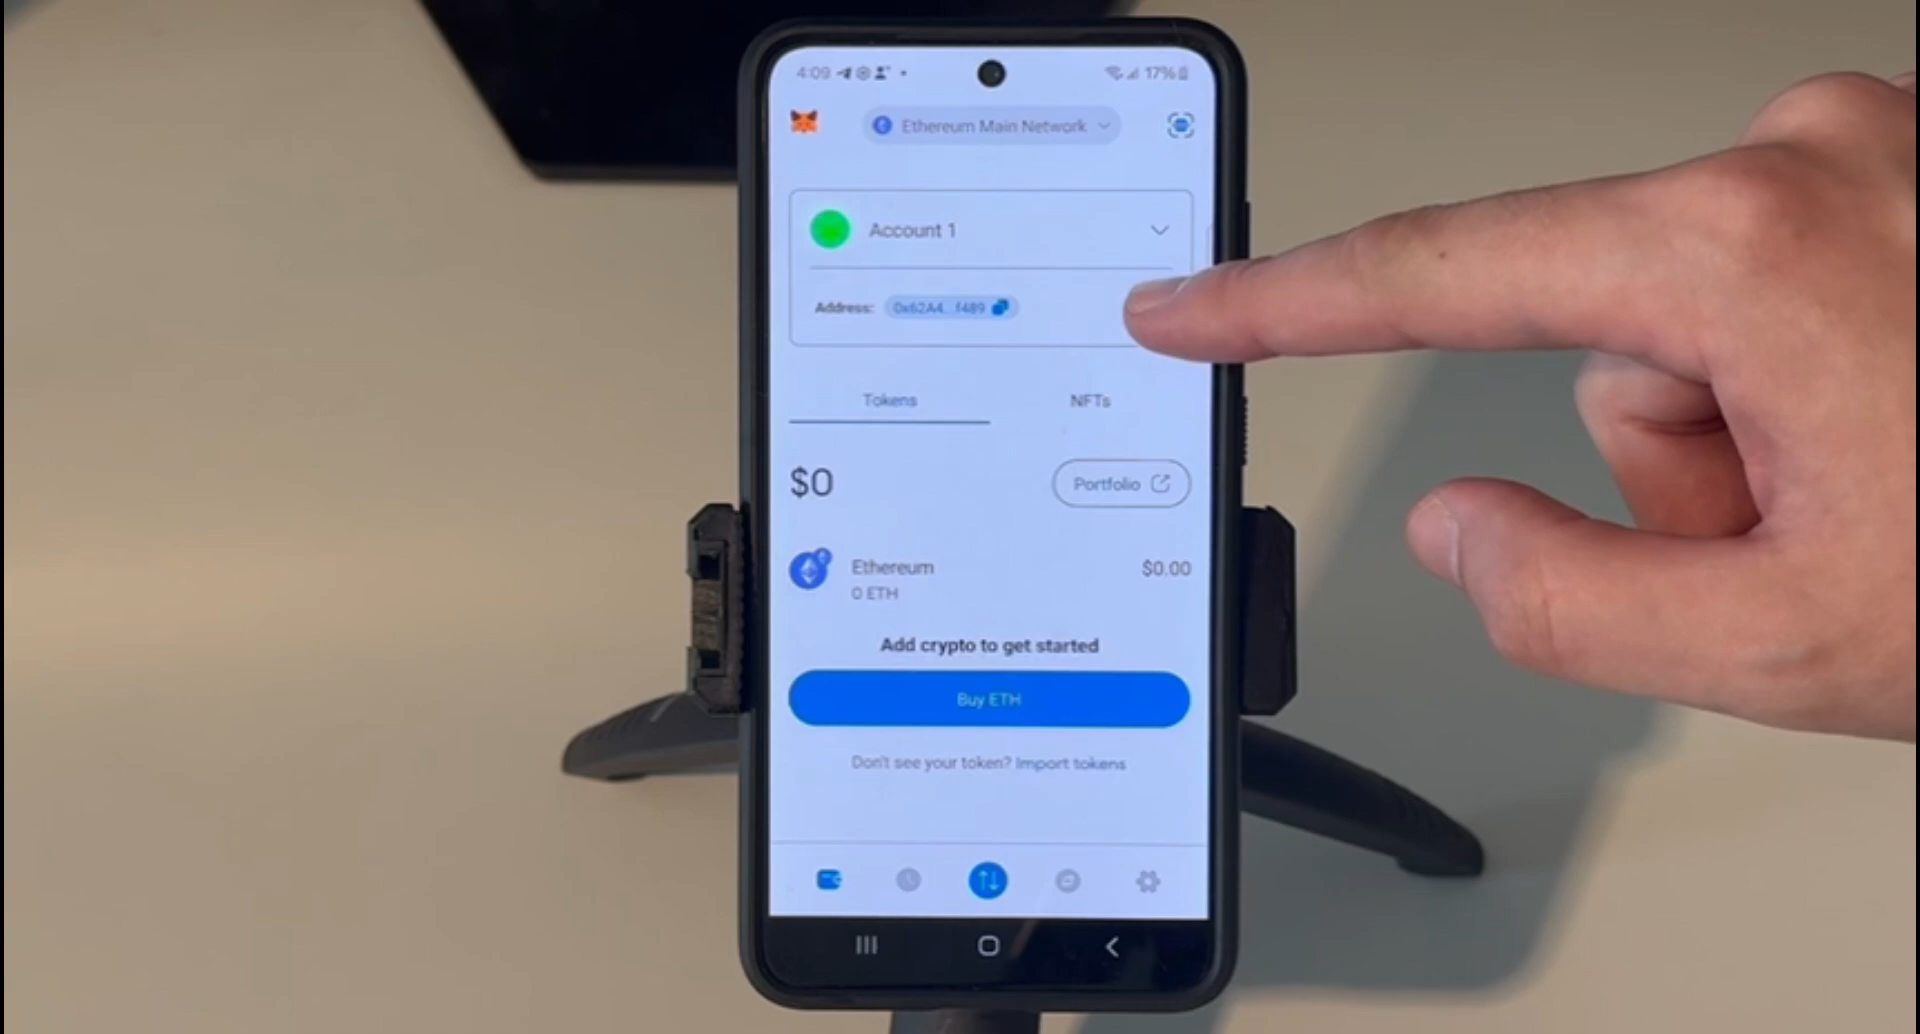 4:09 17%
Ethereum Main Network
Account 1
Address: 0x62A4...f489
Tokens NFTs
$0 Portfolio
Ethereum $0.00
0 ETH
Add crypto to get started
Buy ETH
Don't see your token? Import tokens